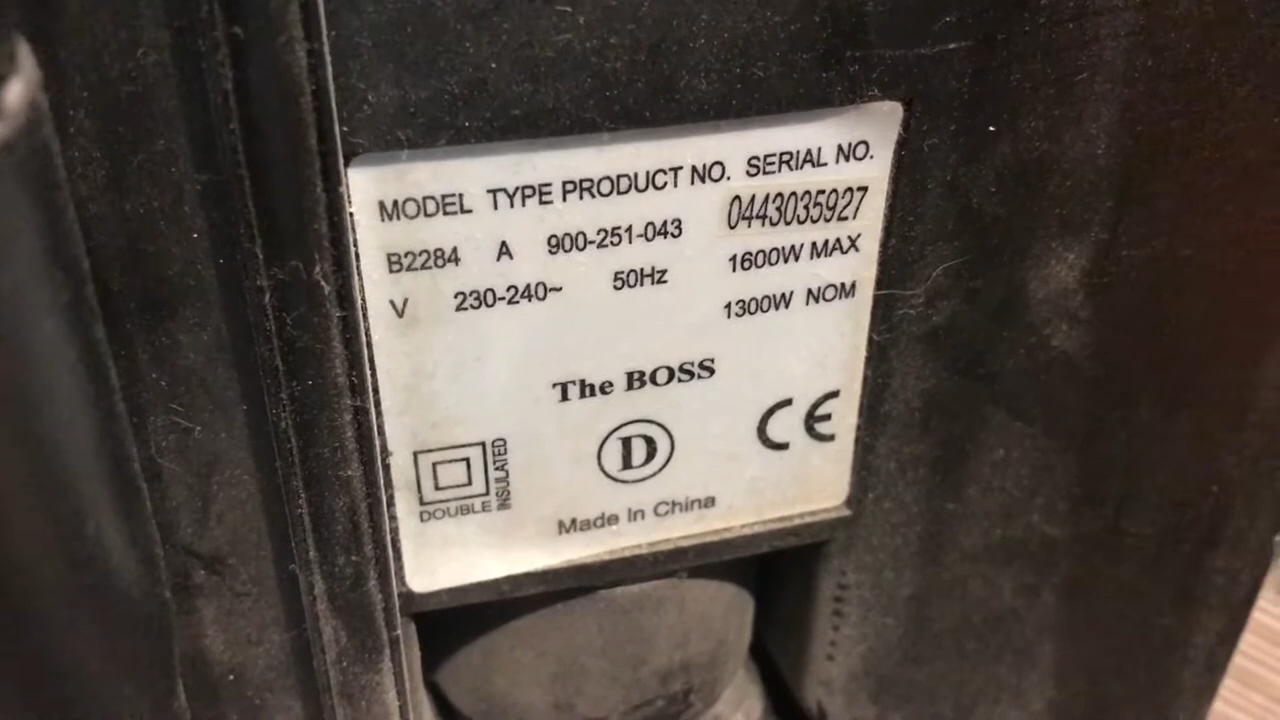 MODEL TYPE PRODUCT NO. SERIAL NO.
B2284 A 900-251-043 0443035927
V 230-240~ 50Hz 1600W MAX
1300W NOM
The BOSS
D
CE
DOUBLE INSULATED
Made In China